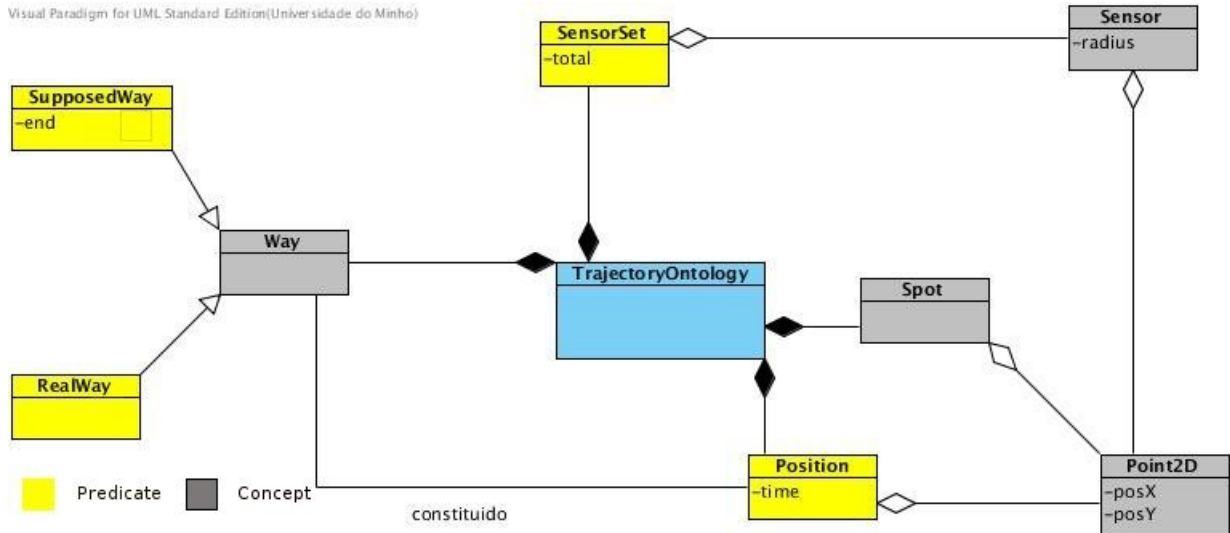 Visual Paradigm for UML Standard Edition(Universidade do Minho)
SensorSet
-total
Sensor
-radius
SupposedWay
-end
Way
TrajectoryOntology
Spot
RealWay
Position
-time
Point2D
-posX
-posY
Predicate
Concept
constituido